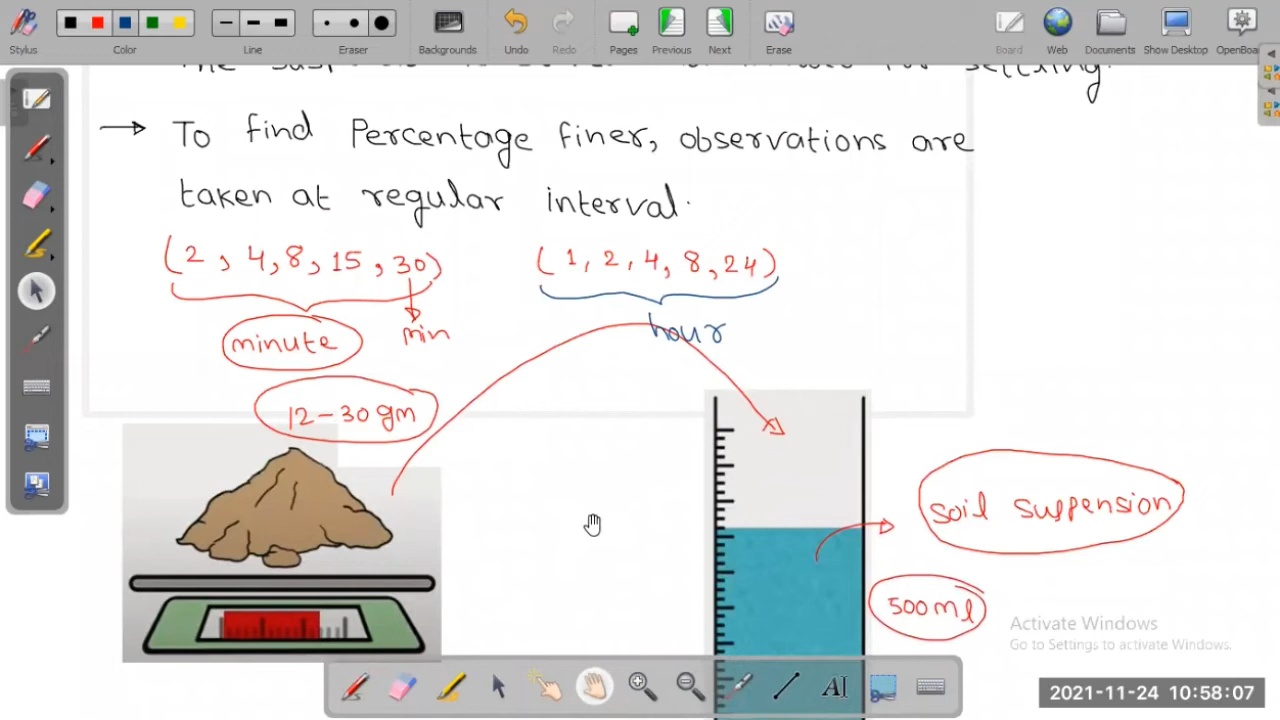 Stylus Color Line Eraser Backgrounds Undo Redo Pages Previous Next Erase Board Web Documents Show Desktop OpenBoa
settling.
→ To find Percentage finer, observations are
taken at regular interval.
(2, 4, 8, 15, 30) (1, 2, 4, 8, 24)
minute min hour
12-30 gm
soil suspension
500 ml
Activate Windows
Go to Settings to activate Windows.
2021-11-24 10:58:07